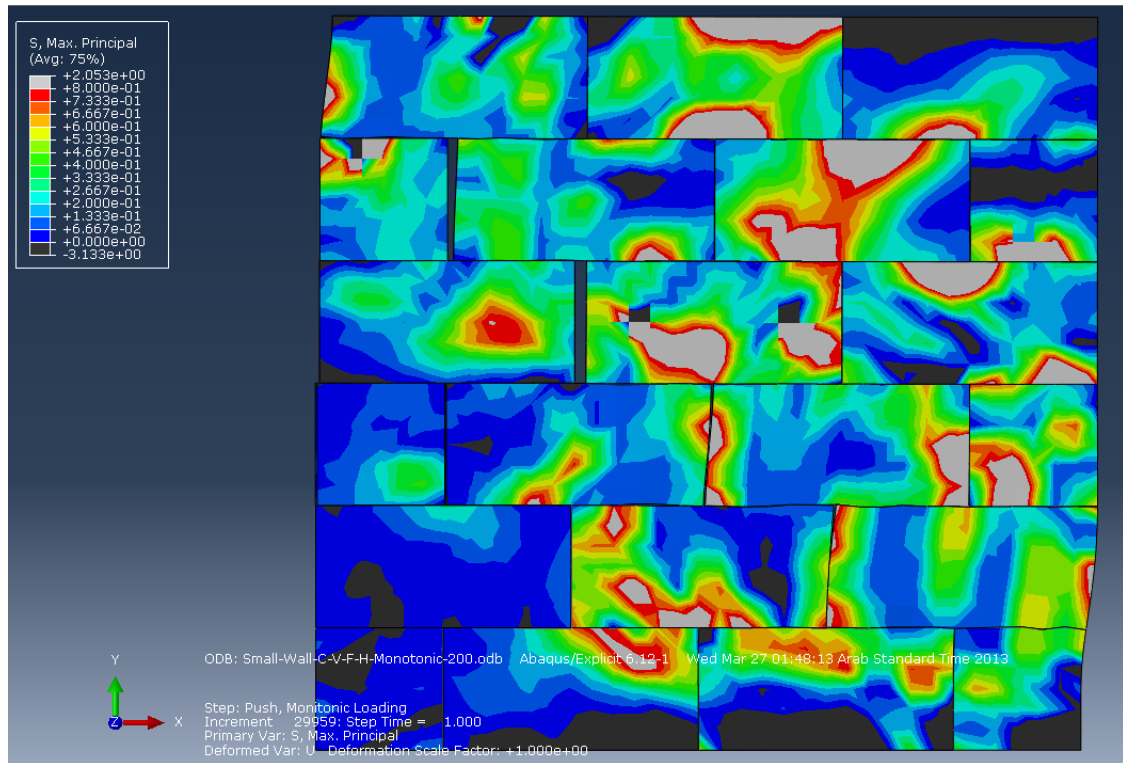 S, Max. Principal
(Avg: 75%)
+2.053e+00
+8.000e-01
+7.333e-01
+6.667e-01
+6.000e-01
+5.333e-01
+4.667e-01
+4.000e-01
+3.333e-01
+2.667e-01
+2.000e-01
+1.333e-01
+6.667e-02
+0.000e+00
-3.133e+00
ODB: Small-Wall-C-V-F-H-Monotonic-200.odb Abaqus/Explicit 6.12-1 Wed Mar 27 01:48:13 Arab Standard Time 2013
Y
Z X
Step: Push, Monitonic Loading
Increment 29959: Step Time = 1.000
Primary Var: S, Max. Principal
Deformed Var: U Deformation Scale Factor: +1.000e+00